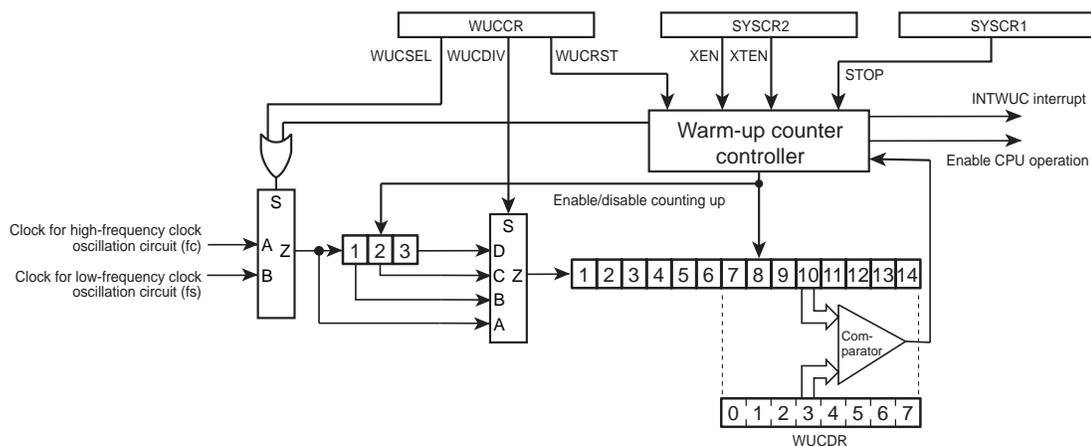 WUCCR
SYSCR2
SYSCR1
WUCSEL
WUCDIV
WUCRST
XEN
XTEN
STOP
INTWUC interrupt
Warm-up counter
controller
Enable CPU operation
S
Enable/disable counting up
S
Clock for high-frequency clock
oscillation circuit (fc)
A
Z
Clock for low-frequency clock
oscillation circuit (fs)
B
1 2 3
D
C
Z
B
A
1 2 3 4 5 6 7 8 9 10 11 12 13 14
Com-
parator
0 1 2 3 4 5 6 7
WUCDR